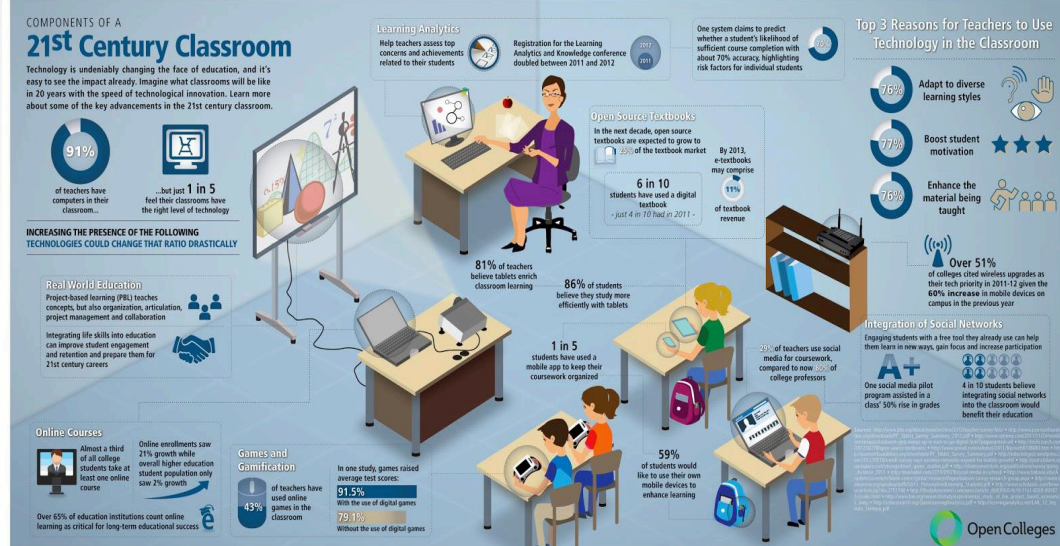 COMPONENTS OF A
21st Century Classroom
Technology is undeniably changing the face of education, and it's
easy to see the impact already. Imagine what classrooms will be like
in 20 years with the speed of technological innovation. Learn more
about some of the key advancements in the 21st century classroom.
91%
of teachers have
computers in their
classroom...
...but just 1 in 5
feel their classrooms have
the right level of technology
INCREASING THE PRESENCE OF THE FOLLOWING
TECHNOLOGIES COULD CHANGE THAT RATIO DRASTICALLY
Real World Education
Project-based learning (PBL) teaches
concepts, but also organization, articulation,
project management and collaboration
Integrating life skills into education
can improve student engagement
and retention and prepare them for
21st century careers
Online Courses
Almost a third
of all college
students take at
least one online
course
Online enrollments saw
21% growth while
overall higher education
student population only
saw 2% growth
Over 65% of education institutions count online
learning as critical for long-term educational success
Games and
Gamification
43%
of teachers have
used online
games in the
classroom
In one study, games raised
average test scores:
91.5%
With the use of digital games
79.1%
Without the use of digital games
Learning Analytics
Help teachers assess top
concerns and achievements
related to their students
Registration for the Learning
Analytics and Knowledge conference
doubled between 2011 and 2012
2012
2011
One system claims to predict
whether a student's likelihood of
sufficient course completion with
about 70% accuracy, highlighting
risk factors for individual students
70%
Open Source Textbooks
In the next decade, open source
textbooks are expected to grow to
25% of the textbook market
6 in 10
students have used a digital
textbook
- just 4 in 10 had in 2011 -
By 2013,
e-textbooks
may comprise
11%
of textbook
revenue
81% of teachers
believe tablets enrich
classroom learning
86% of students
believe they study more
efficiently with tablets
1 in 5
students have used a
mobile app to keep their
coursework organized
59%
of students would
like to use their own
mobile devices to
enhance learning
29% of teachers use social
media for coursework,
compared to now 80% of
college professors
Top 3 Reasons for Teachers to Use
Technology in the Classroom
76%
Adapt to diverse
learning styles
77%
Boost student
motivation
76%
Enhance the
material being
taught
Over 51%
of colleges cited wireless upgrades as
their tech priority in 2011-12 given the
60% increase in mobile devices on
campus in the previous year
Integration of Social Networks
Engaging students with a free tool they already use can help
them learn in new ways, gain focus and increase participation
A+
One social media pilot
program assisted in a
class' 50% rise in grades
4 in 10 students believe
integrating social networks
into the classroom would
benefit their education
Open Colleges